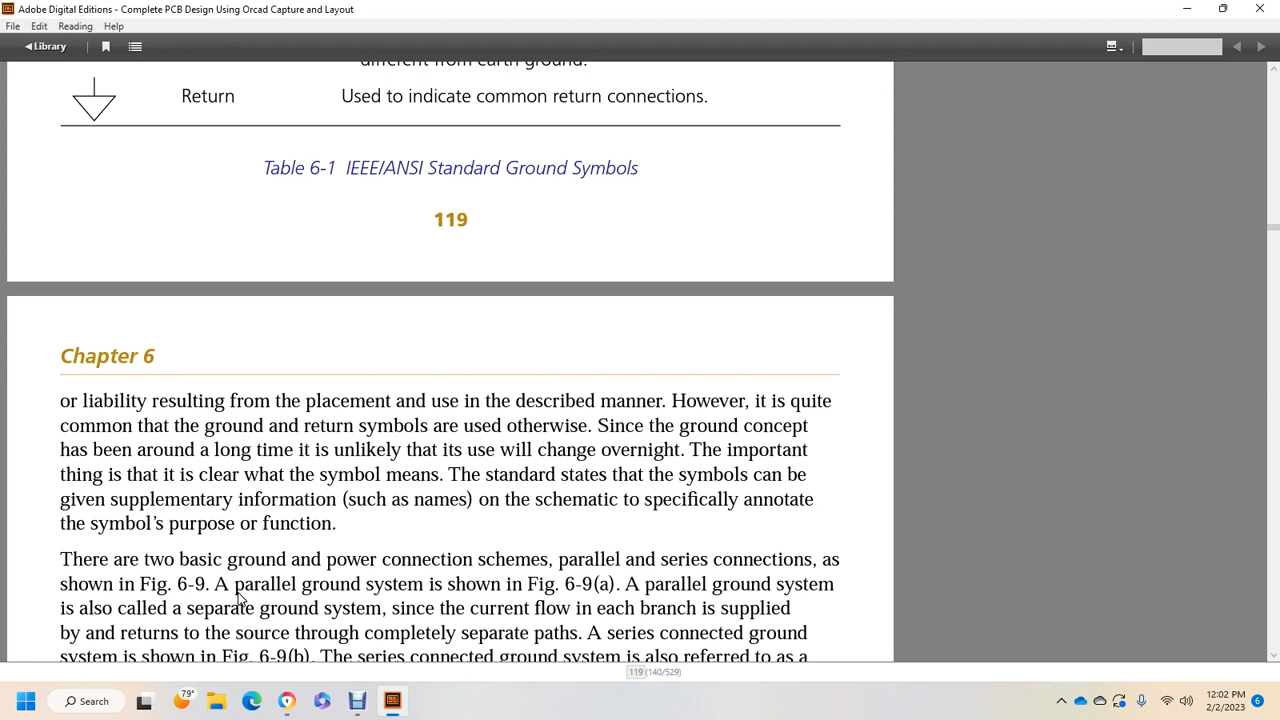 Adobe Digital Editions - Complete PCB Design Using Orcad Capture and Layout
File Edit Reading Help
Library
different from earth ground.
Return Used to indicate common return connections.
Table 6-1 IEEE/ANSI Standard Ground Symbols
119
Chapter 6
or liability resulting from the placement and use in the described manner. However, it is quite
common that the ground and return symbols are used otherwise. Since the ground concept
has been around a long time it is unlikely that its use will change overnight. The important
thing is that it is clear what the symbol means. The standard states that the symbols can be
given supplementary information (such as names) on the schematic to specifically annotate
the symbol's purpose or function.
There are two basic ground and power connection schemes, parallel and series connections, as
shown in Fig. 6-9. A parallel ground system is shown in Fig. 6-9(a). A parallel ground system
is also called a separate ground system, since the current flow in each branch is supplied
by and returns to the source through completely separate paths. A series connected ground
system is shown in Fig. 6-9(b). The series connected ground system is also referred to as a
119 (140/529)
79°
Search
12:02 PM
2/2/2023
6